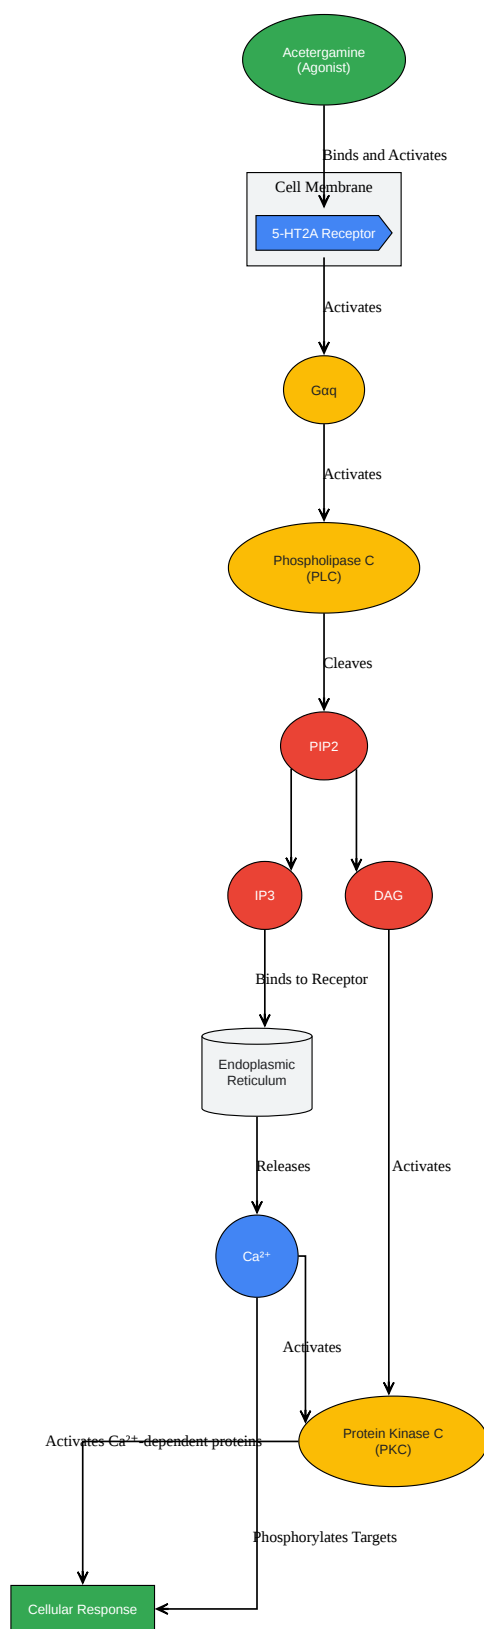 Acetergamine
(Agonist)
Binds and Activates
Cell Membrane
5-HT2A Receptor
Activates
Gαq
Activates
Phospholipase C
(PLC)
Cleaves
PIP2
IP3
DAG
Binds to Receptor
Endoplasmic
Reticulum
Releases
Activates
Ca²⁺
Activates
Protein Kinase C
(PKC)
Activates Ca²⁺-dependent proteins
Phosphorylates Targets
Cellular Response